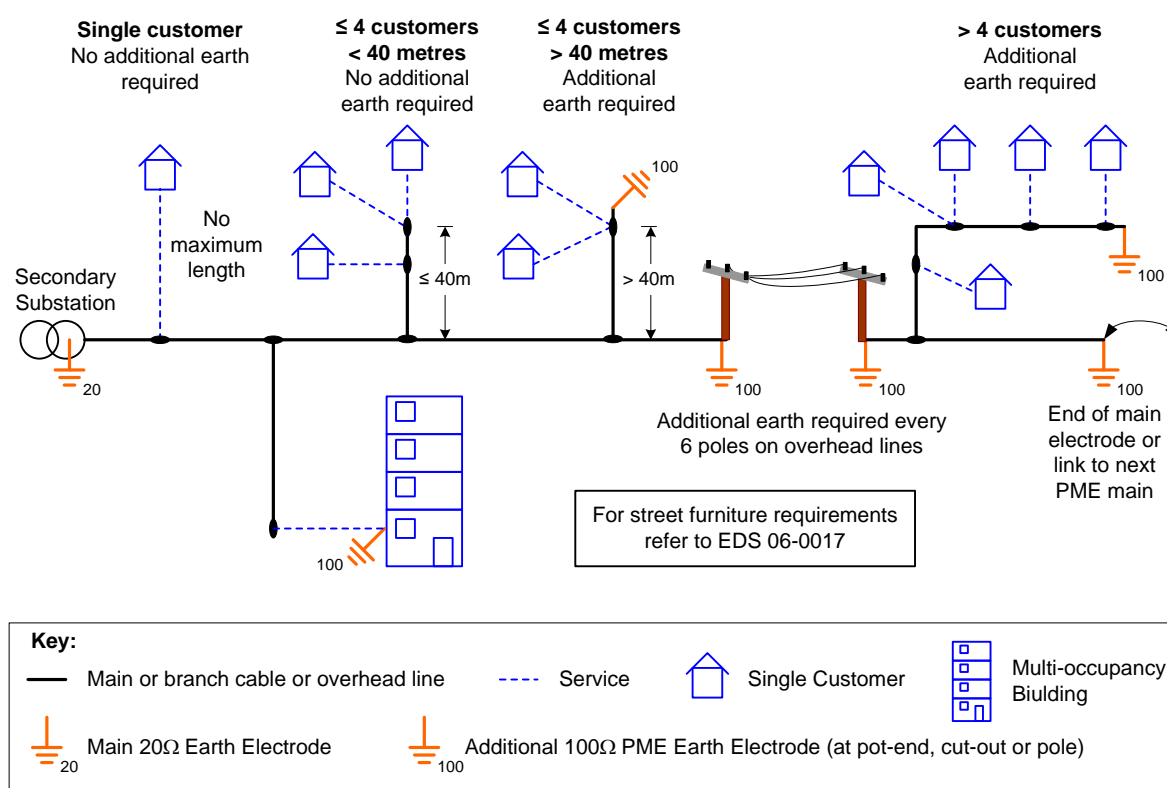 Single customer
No additional earth
required
≤ 4 customers
< 40 metres
No additional
earth required
≤ 4 customers
> 40 metres
Additional
earth required
> 4 customers
Additional
earth required
No
maximum
length
Secondary
Substation
20
≤ 40m
100
> 40m
100
100
100
100
100
Additional earth required every
6 poles on overhead lines
End of main
electrode or
link to next
PME main
For street furniture requirements
refer to EDS 06-0017
Key:
Main or branch cable or overhead line
Service
Single Customer
Multi-occupancy
Biulding
20
Main 20Ω Earth Electrode
100
Additional 100Ω PME Earth Electrode (at pot-end, cut-out or pole)